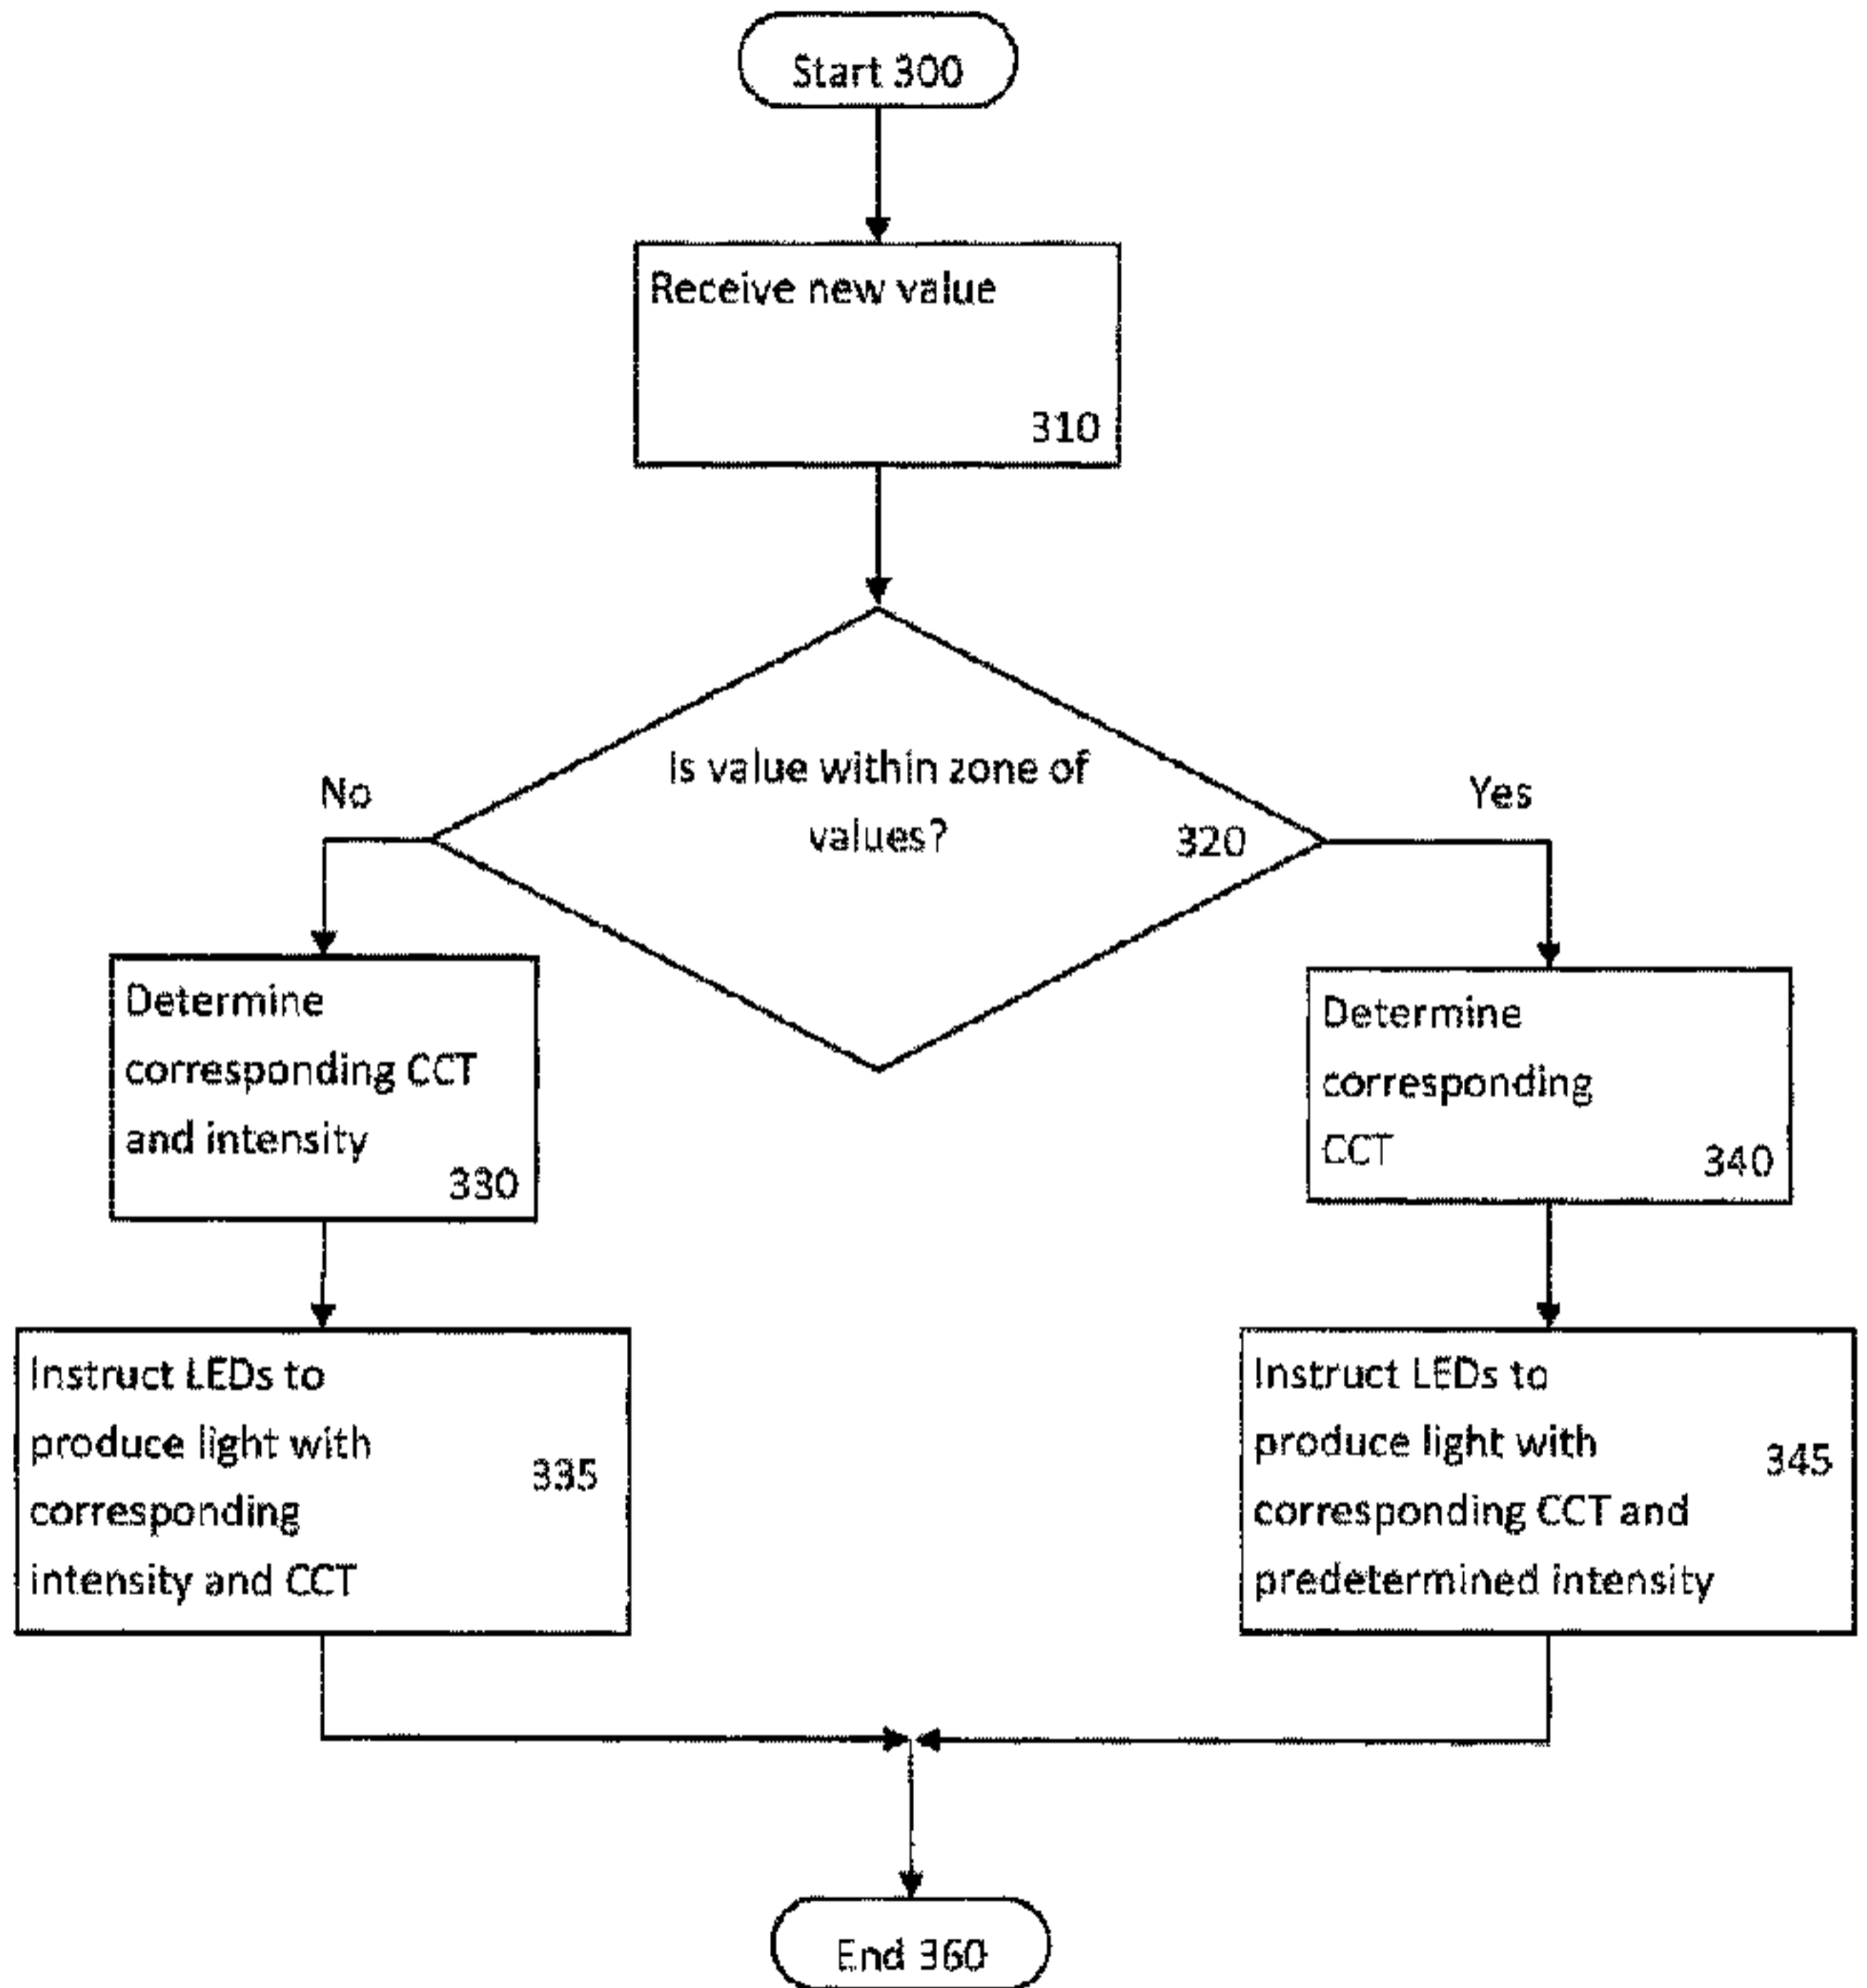 Start 300
Receive new value
310
Is value within zone of
values?
320
No
Yes
Determine
corresponding CCT
and intensity
330
Determine
corresponding
CCT
340
Instruct LEDs to
produce light with
corresponding
intensity and CCT
335
Instruct LEDs to
produce light with
corresponding CCT and
predetermined intensity
345
End 360